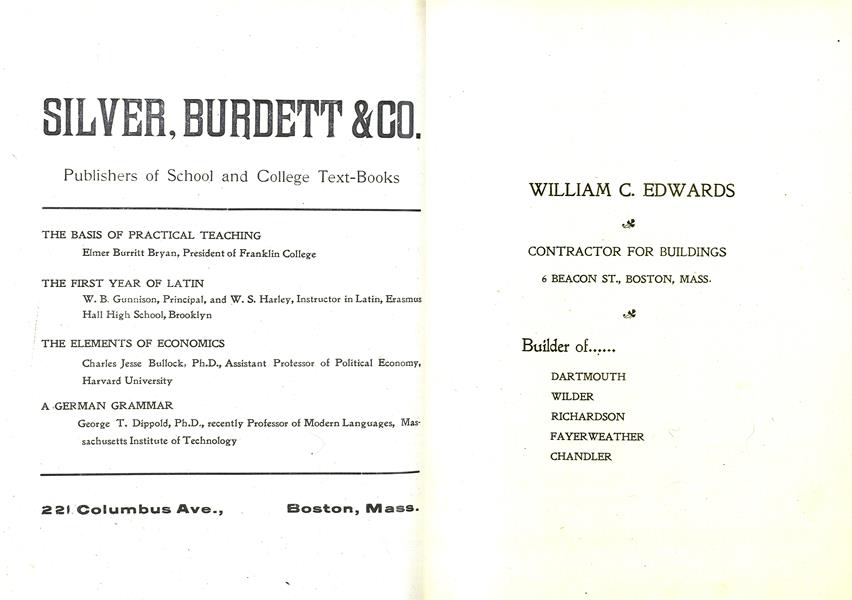 SILVER, BURDETT & CO.
Publishers of School and College Text-Books
THE BASIS OF PRACTICAL TEACHING
Elmer Burritt Bryan, President of Franklin College
THE FIRST YEAR OF LATIN
W. B. Gunnison, Principal, and W. S. Harley, Instructor in Latin, Erasmus
Hall High School, Brooklyn
THE ELEMENTS OF ECONOMICS
Charles Jesse Bullock, Ph.D., Assistant Professor of Political Economy,
Harvard University
A GERMAN GRAMMAR
George T. Dippold, Ph.D., recently Professor of Modern Languages, Mas-
sachusetts Institute of Technology
221 Columbus Ave., Boston, Mass.
WILLIAM C. EDWARDS
CONTRACTOR FOR BUILDINGS
6 BEACON ST., BOSTON, MASS.
Builder of......
DARTMOUTH
WILDER
RICHARDSON
FAYERWEATHER
CHANDLER